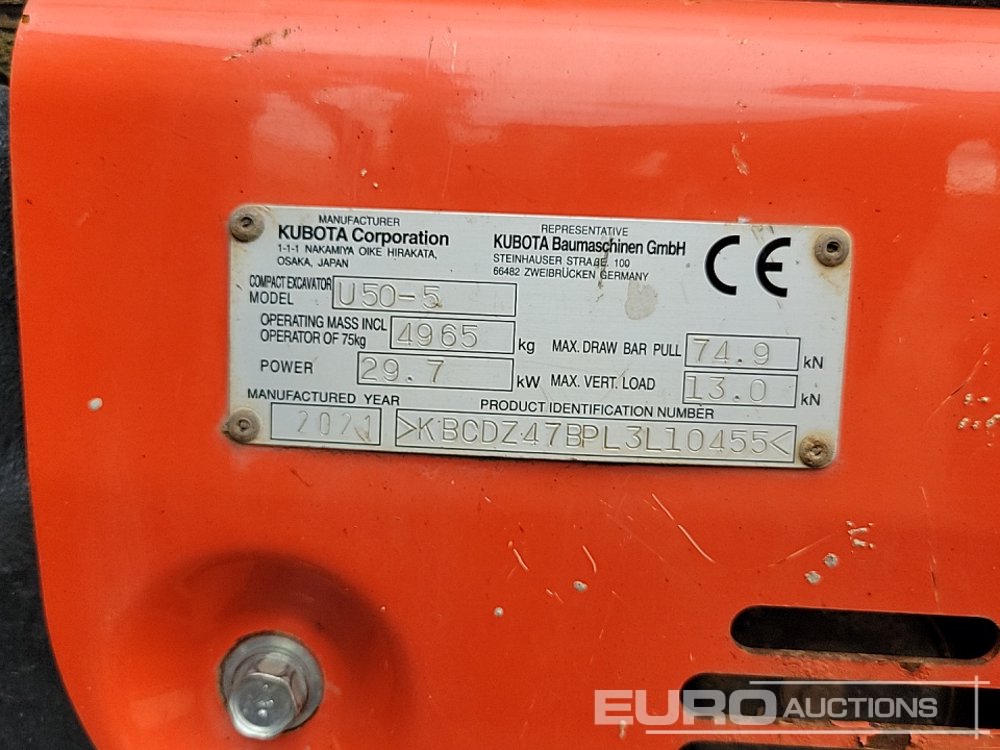 MANUFACTURER
KUBOTA Corporation
1-1-1 NAKAMIYA OIKE HIRAKATA,
OSAKA, JAPAN
REPRESENTATIVE
KUBOTA Baumaschinen GmbH
STEINHAUSER STRAßE 100
66482 ZWEIBRÜCKEN GERMANY
CE
COMPACT EXCAVATOR
MODEL U50-5
OPERATING MASS INCL
OPERATOR OF 75kg 4965 kg
MAX. DRAW BAR PULL 74.9 kN
POWER 29.7 kW
MAX. VERT. LOAD 13.0 kN
MANUFACTURED YEAR
2021
PRODUCT IDENTIFICATION NUMBER
>KBCDZ47BPL3L10455<
EURO AUCTIONS